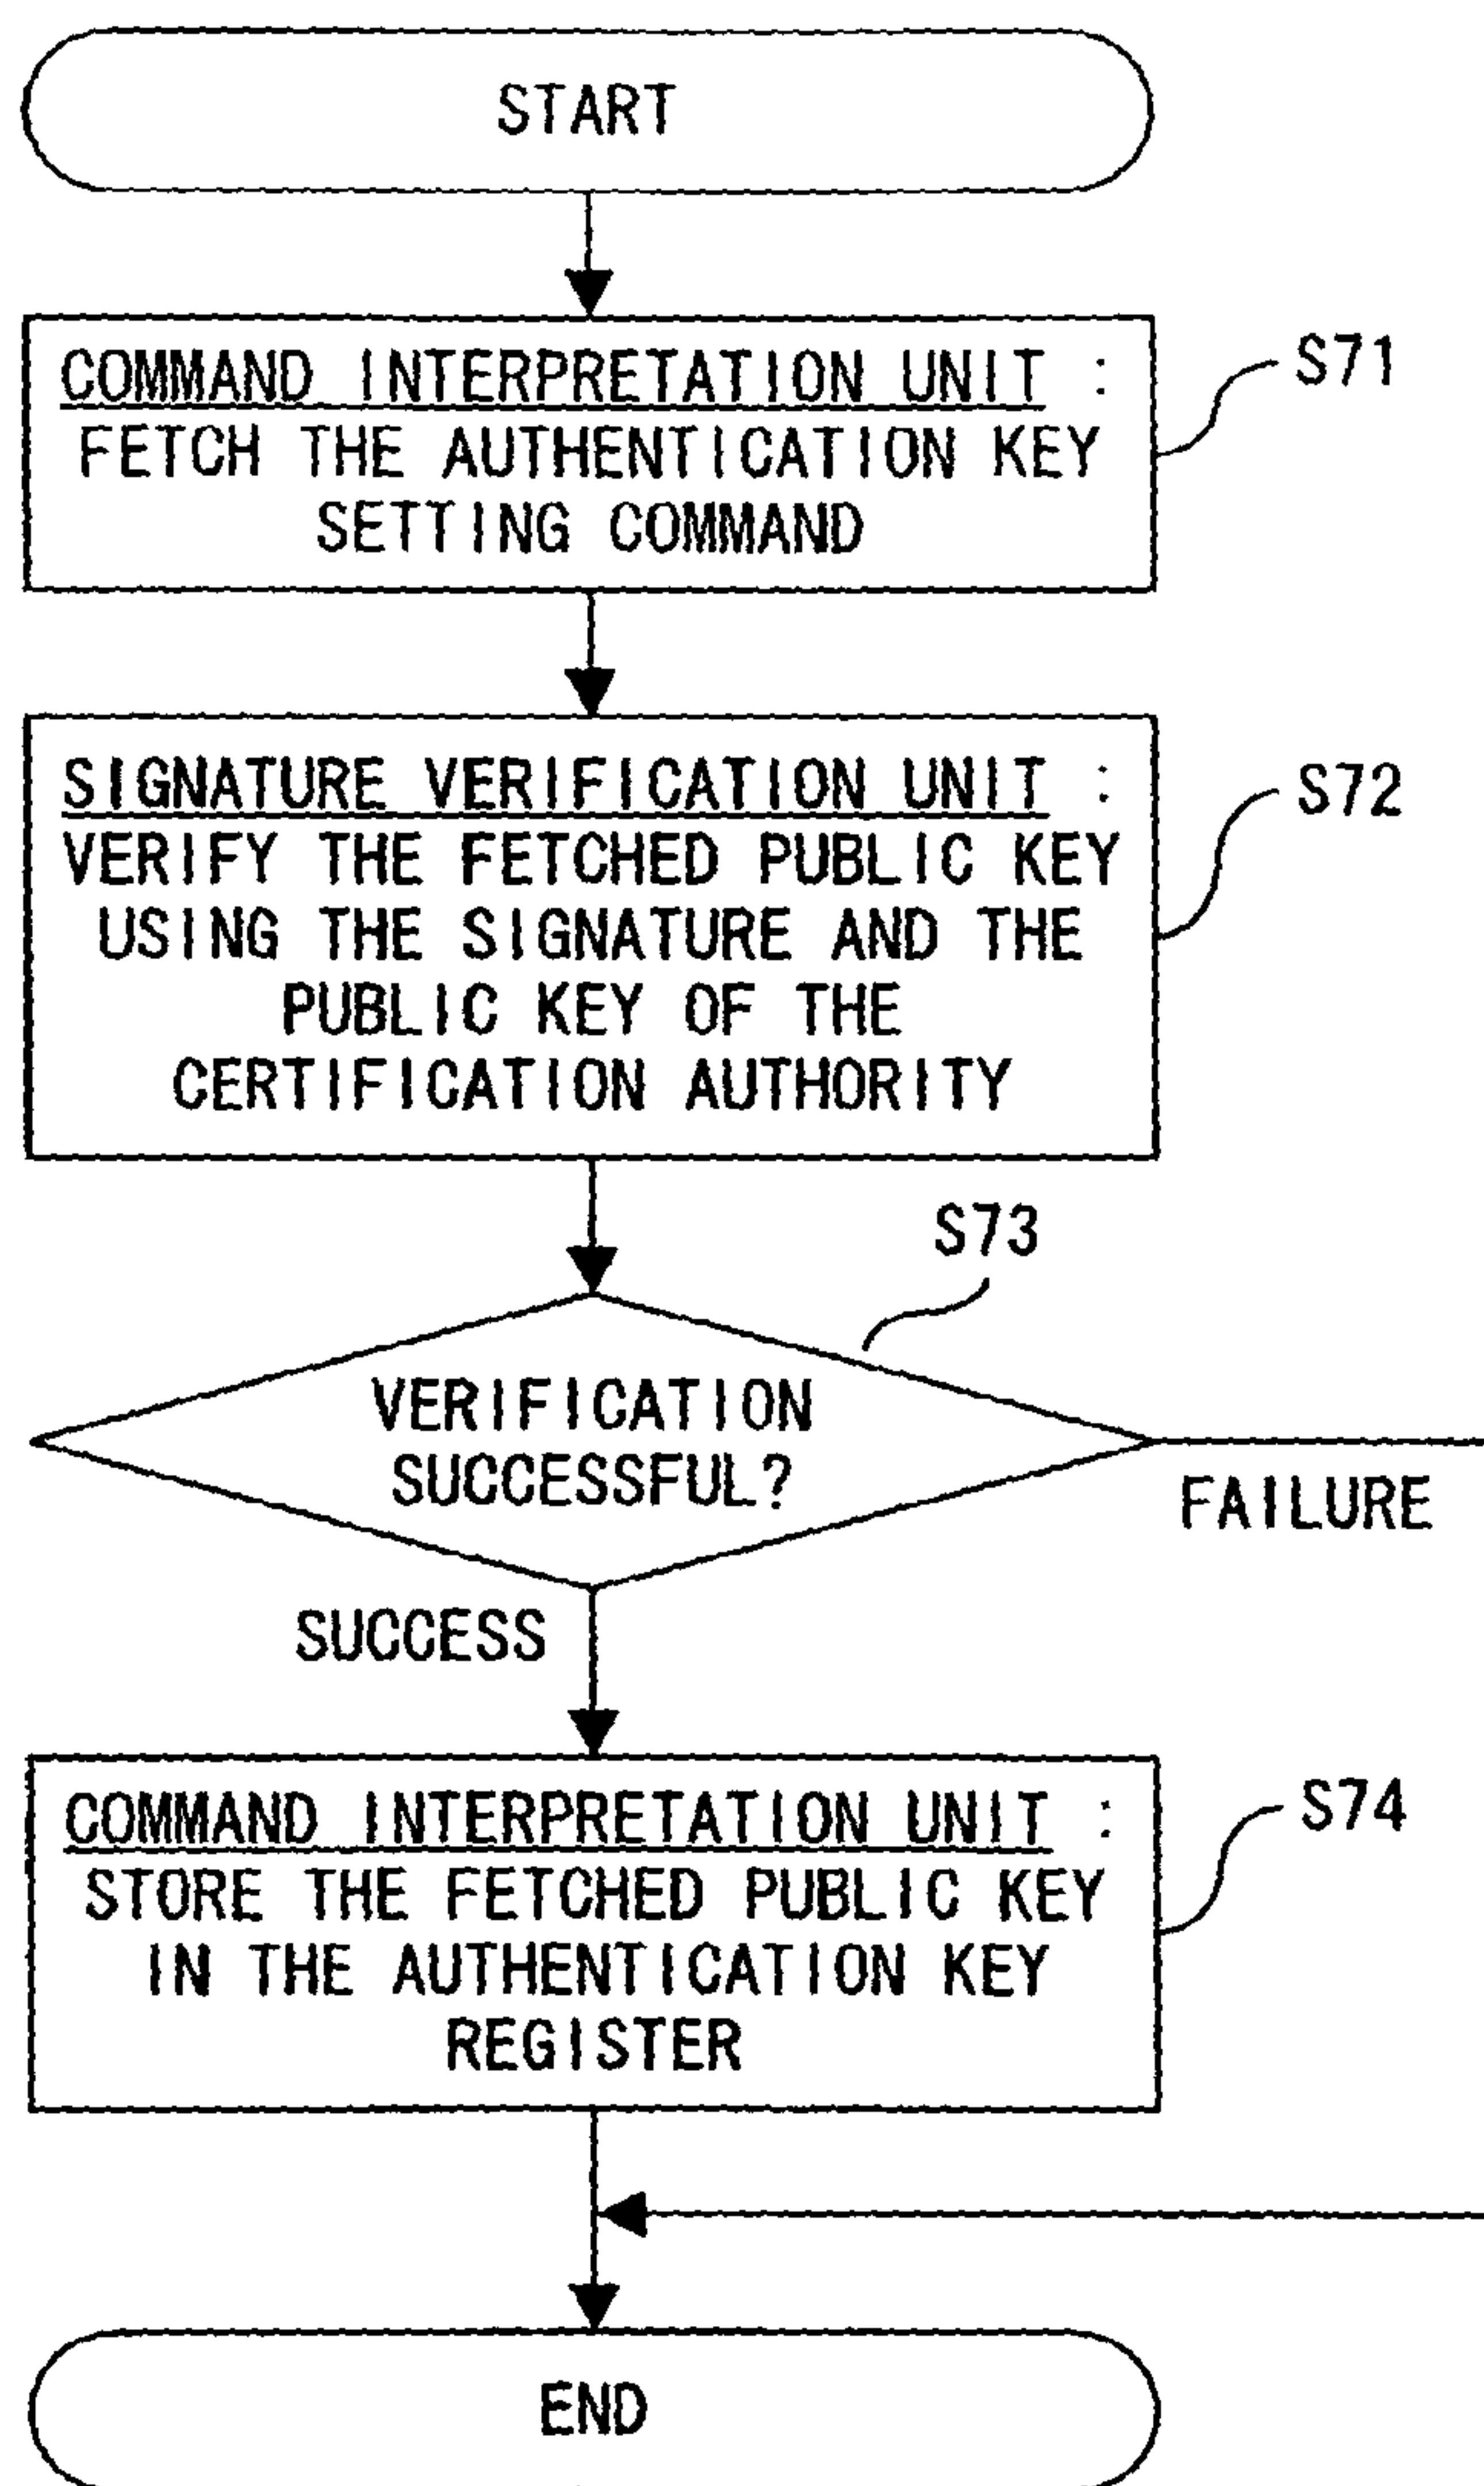 START
COMMAND INTERPRETATION UNIT :
FETCH THE AUTHENTICATION KEY
SETTING COMMAND
S71
SIGNATURE VERIFICATION UNIT :
VERIFY THE FETCHED PUBLIC KEY
USING THE SIGNATURE AND THE
PUBLIC KEY OF THE
CERTIFICATION AUTHORITY
S72
S73
VERIFICATION
SUCCESSFUL?
FAILURE
SUCCESS
COMMAND INTERPRETATION UNIT :
STORE THE FETCHED PUBLIC KEY
IN THE AUTHENTICATION KEY
REGISTER
S74
END